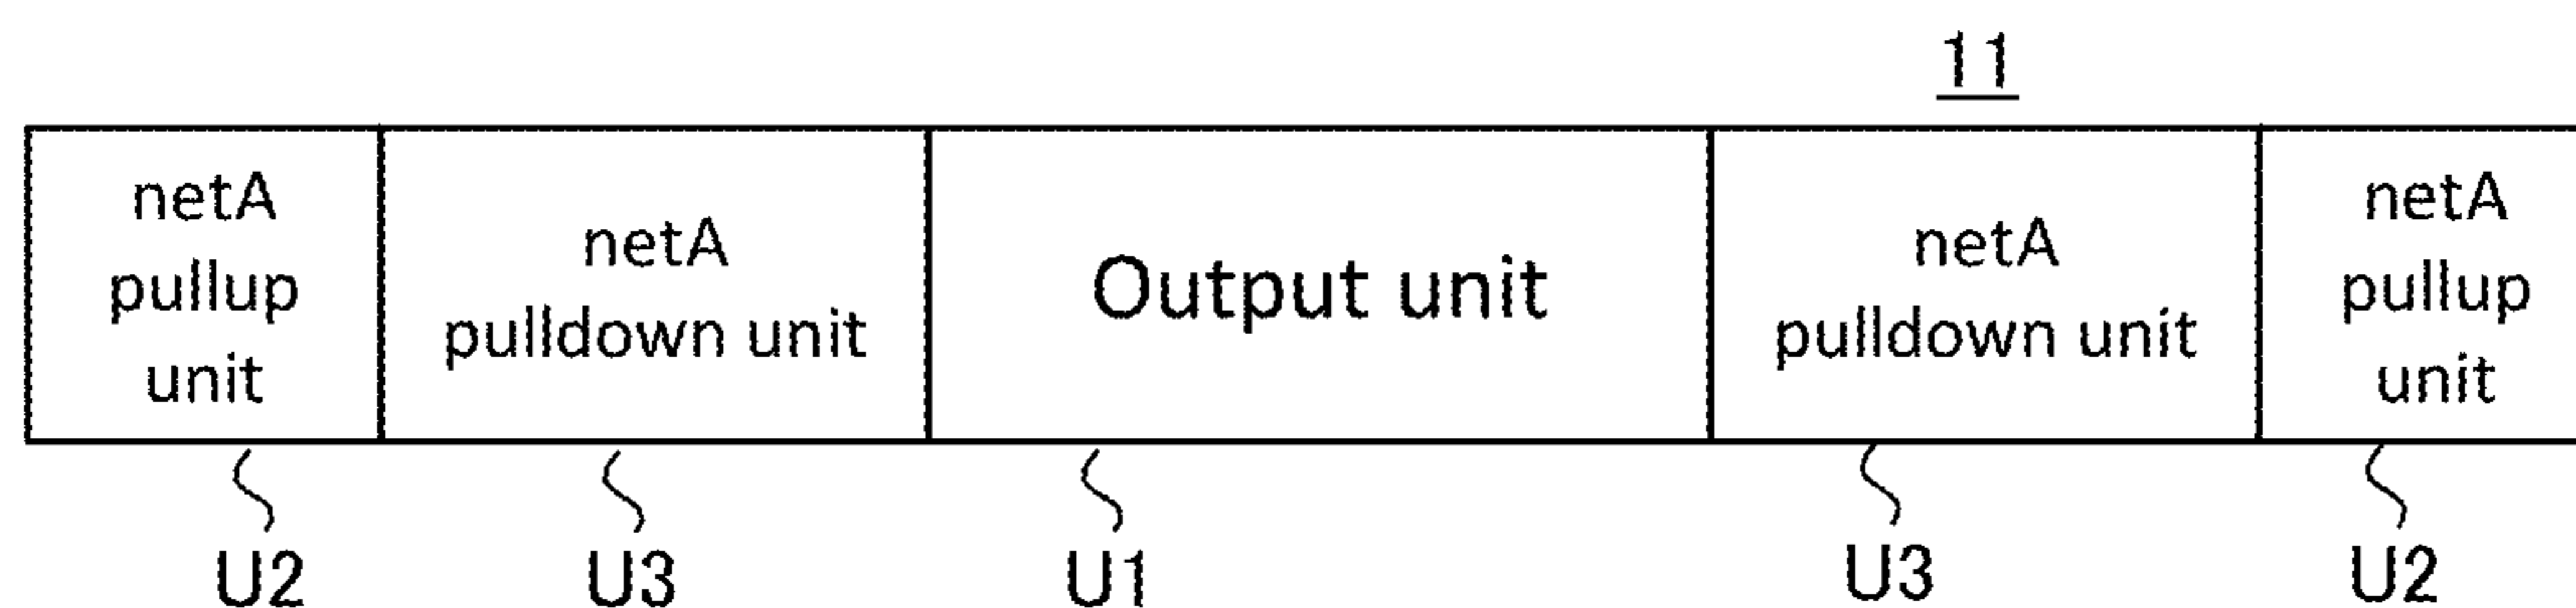 11
netA
pullup
unit
netA
pulldown unit
Output unit
netA
pulldown unit
netA
pullup
unit
U2
U3
U1
U3
U2